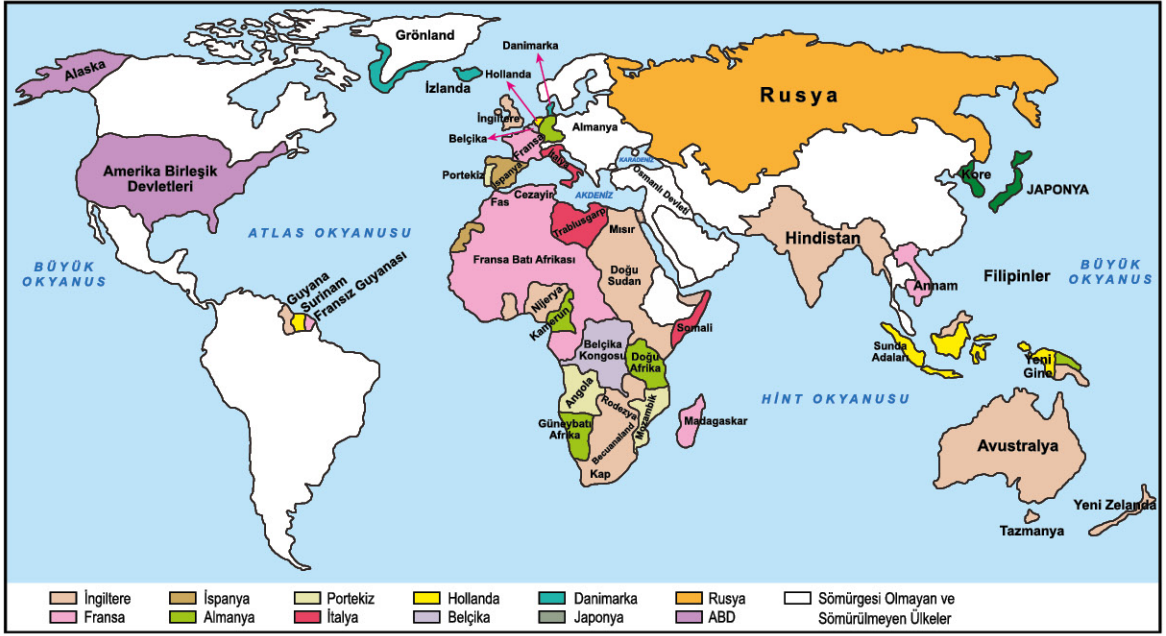 Grönland
Danimarka
Alaska
Hollanda
İzlanda
Rusya
İngiltere
Belçika
Almanya
Fransa
Amerika Birleşik
Devletleri
KARADENİZ
İtalya
Kore
Portekiz
İspanya
AKDENİZ
Osmanlı Devleti
JAPONYA
Fas
Cezayir
Trablusgarp
Mısır
Hindistan
ATLAS OKYANUSU
BÜYÜK
OKYANUS
Fransa Batı Afrikası
Doğu
Sudan
Annam
Filipinler
BÜYÜK
OKYANUS
Guyana
Surinam
Fransız Guyanası
Nijerya
Kamerun
Somali
Belçika
Kongosu
Doğu
Afrika
Sunda
Adaları
Yeni
Gine
Angola
Rodezya
Mozambik
HİNT OKYANUSU
Güneybatı
Afrika
Becuanaland
Madagaskar
Kap
Avustralya
Yeni Zelanda
Tazmanya
İngiltere İspanya Portekiz Hollanda Danimarka Rusya Sömürgesi Olmayan ve
Fransa Almanya İtalya Belçika Japonya ABD Sömürülmeyen Ülkeler